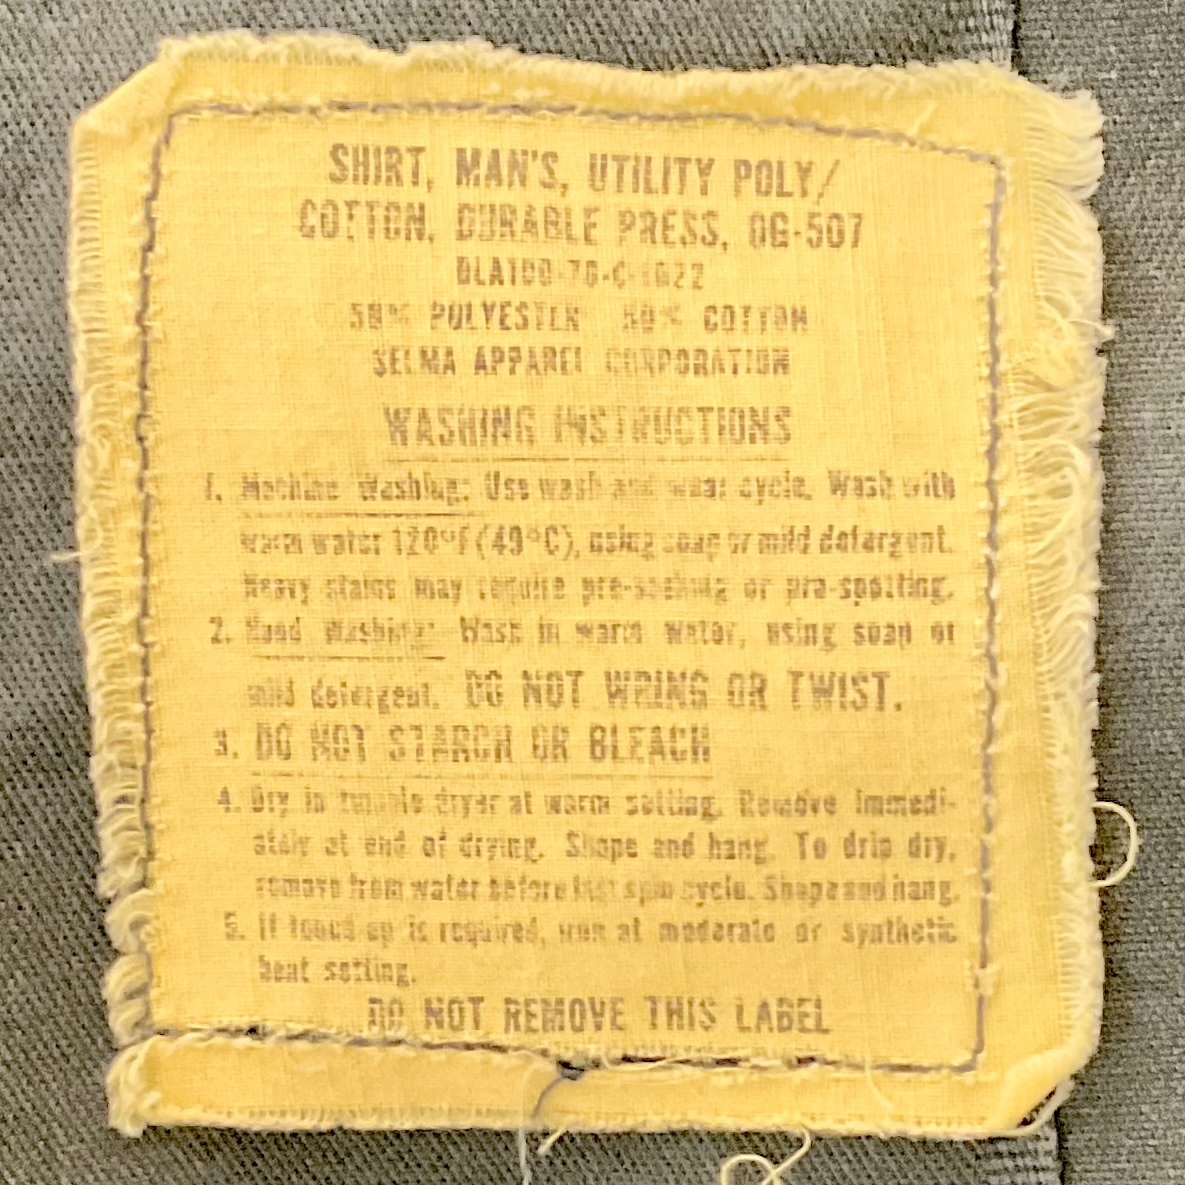 SHIRT, MAN'S, UTILITY POLY/
COTTON, DURABLE PRESS, OG-507
50% POLYESTER 50% COTTON
SELMA APPAREL CORPORATION
WASHING INSTRUCTIONS
1. Machine Washing: Use wash and wear cycle. Wash with
warm water 120°F (49°C), using soap or mild detergent.
Heavy stains may require pre-soaking or pre-spotting.
2. Hand Washing: Wash in warm water, using soap or
mild detergent. DO NOT WRING OR TWIST.
3. DO NOT STARCH OR BLEACH
4. Dry in tumble dryer at warm setting. Remove immedi-
ately at end of drying. Shape and hang. To drip dry,
remove from water before last spin cycle. Shape and hang.
5. If touch up is required, iron at moderate or synthetic
heat setting.
DO NOT REMOVE THIS LABEL